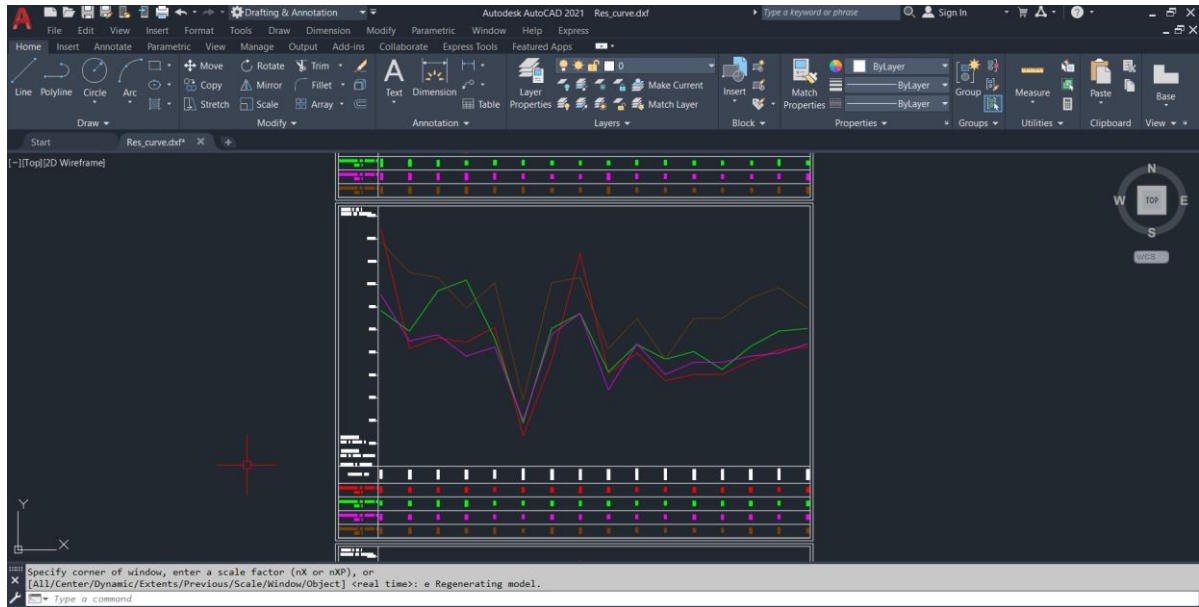 Drafting & Annotation Autodesk AutoCAD 2021 Res_curve.dxf Type a keyword or phrase Sign In
File Edit View Insert Format Tools Draw Dimension Modify Parametric Window Help Express
Home Insert Annotate Parametric View Manage Output Add-ins Collaborate Express Tools Featured Apps
Move Rotate Trim 0 ByLayer
Copy Mirror Fillet Make Current ByLayer
Line Polyline Circle Arc Text Dimension Layer Properties Insert Match Properties Group Measure Paste Base
Stretch Scale Array Table Match Layer ByLayer
Draw Modify Annotation Layers Block Properties Groups Utilities Clipboard View
Start Res_curve.dxf* +
[-][Top][2D Wireframe]
N
W TOP E
S
WCS
Y
X
Specify corner of window, enter a scale factor (nX or nXP), or
[All/Center/Dynamic/Extents/Previous/Scale/Window/Object] <real time>: e Regenerating model.
Type a command